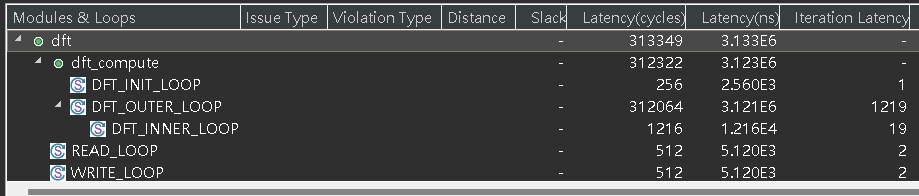 Modules & Loops Issue Type Violation Type Distance Slack Latency(cycles) Latency(ns) Iteration Latency
dft - 313349 3.133E6 -
dft_compute - 312322 3.123E6 -
DFT_INIT_LOOP - 256 2.560E3 1
DFT_OUTER_LOOP - 312064 3.121E6 1219
DFT_INNER_LOOP - 1216 1.216E4 19
READ_LOOP - 512 5.120E3 2
WRITE_LOOP - 512 5.120E3 2